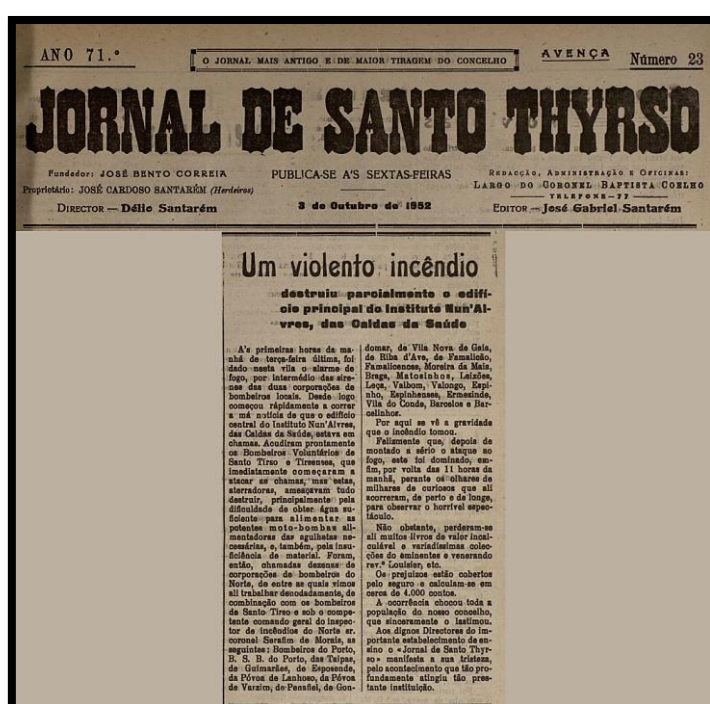 ANO 71.º
O JORNAL MAIS ANTIGO E DE MAIOR TIRAGEM DO CONCELHO
AVENÇA
Número 23
JORNAL DE SANTO THYRSO
Fundador: JOSÉ BENTO CORREIA
Proprietário: JOSÉ CARDOSO SANTARÉM (Herdeiros)
DIRECTOR — Délio Santarém
PUBLICA-SE A'S SEXTAS-FEIRAS
3 de Outubro de 1952
REDACÇÃO, ADMINISTRAÇÃO E OFICINAS:
LARGO DO CORONEL BAPTISTA COELHO
TELEFONE-77
EDITOR — José Gabriel Santarém
Um violento incêndio
destruiu parcialmente o edifí-
cio principal do Instituto Nun'Al-
vres, das Caldas da Saúde
A's primeiras horas da ma-
nhã de terça-feira última, foi
dado nesta vila o alarme de
fogo, por intermédio das sire-
nes das duas corporações de
bombeiros locais. Desde logo
começou rápidamente a correr
a má notícia de que o edifício
central do Instituto Nun'Alvres,
das Caldas da Saúde, estava em
chamas. Acudiram prontamente
os Bombeiros Voluntários de
Santo Tirso e Tirsenses, que
imediatamente começaram a
atacar as chamas, mas estas,
aterradoras, ameaçavam tudo
destruir, principalmente pela
dificuldade de obter água su-
ficiente para alimentar as
potentes moto-bombas ali-
mentadoras das agulhetas ne-
cessárias, e, também, pela insu-
ficiência de material. Foram,
então, chamadas dezenas de
corporações de bombeiros do
Norte, de entre as quais vimos
ali trabalhar denodadamente, de
combinação com os bombeiros
de Santo Tirso e sob o compe-
tente comando geral do inspec-
tor de incêndios do Norte sr.
coronel Serafim de Morais, as
seguintes: Bombeiros do Porto,
B. S. B. do Porto, das Taipas,
de Guimarães, de Esposende,
da Póvoa de Lanhoso, da Póvoa
de Varzim, de Penafiel, de Gon-
domar, de Vila Nova de Gaia,
de Riba d'Ave, de Famalicão,
Famalicenses, Moreira da Maia,
Braga, Matosinhos, Leixões,
Leça, Valbom, Valongo, Espi-
nho, Espinhenses, Ermezinde,
Vila do Conde, Barcelos e Bar-
celinhos.
Por aqui se vê a gravidade
que o incêndio tomou.
Felizmente que, depois de
montado a sério o ataque ao
fogo, este foi dominado, en-
fim, por volta das 11 horas da
manhã, perante os olhares de
milhares de curiosos que ali
acorreram, de perto e de longe,
para observar o horrível espec-
táculo.
Não obstante, perderam-se
ali muitos livros de valor incal-
culável e variadíssimas colec-
ções do eminentes e venerando
rev.º Louisier, etc.
Os prejuízos estão cobertos
pelo seguro e calculam-se em
cerca de 4.000 contos.
A ocorrência chocou toda a
população do nosso concelho,
que sinceramente o lastimou.
Aos dignos Directores do im-
portante estabelecimento de en-
sino o «Jornal de Santo Thyr-
so» manifesta a sua tristeza,
pelo acontecimento que tão pro-
fundamente atingiu tão pres-
tante instituição.